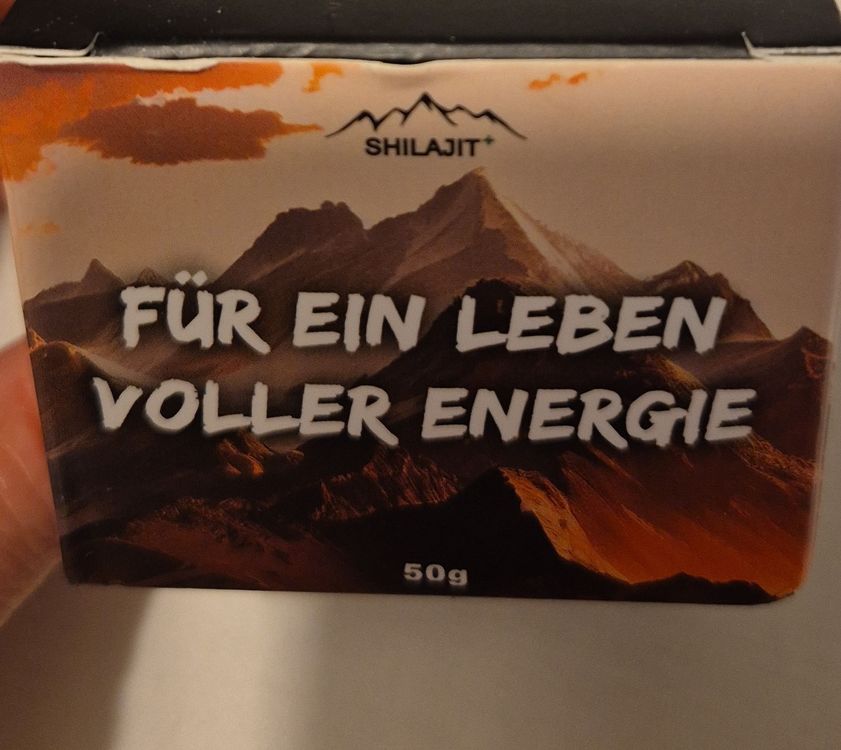 SHILAJIT+
FÜR EIN LEBEN
VOLLER ENERGIE
50g